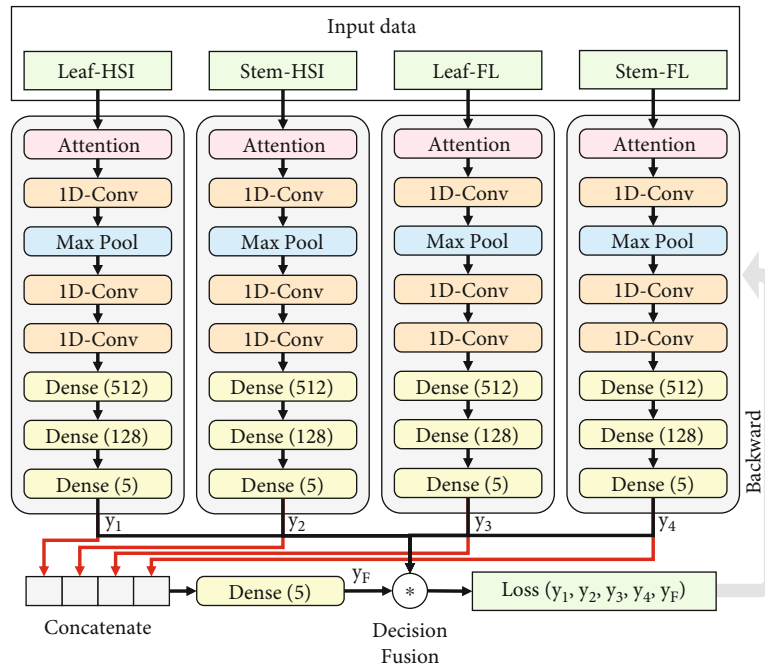 Input data
Leaf-HSI Stem-HSI Leaf-FL Stem-FL
Attention Attention Attention Attention
1D-Conv 1D-Conv 1D-Conv 1D-Conv
Max Pool Max Pool Max Pool Max Pool
1D-Conv 1D-Conv 1D-Conv 1D-Conv
1D-Conv 1D-Conv 1D-Conv 1D-Conv
Dense (512) Dense (512) Dense (512) Dense (512)
Dense (128) Dense (128) Dense (128) Dense (128)
Dense (5) Dense (5) Dense (5) Dense (5)
Backward
y₁ y₂ y₃ y₄
Dense (5) y_F * Loss (y₁, y₂, y₃, y₄, y_F)
Concatenate
Decision
Fusion